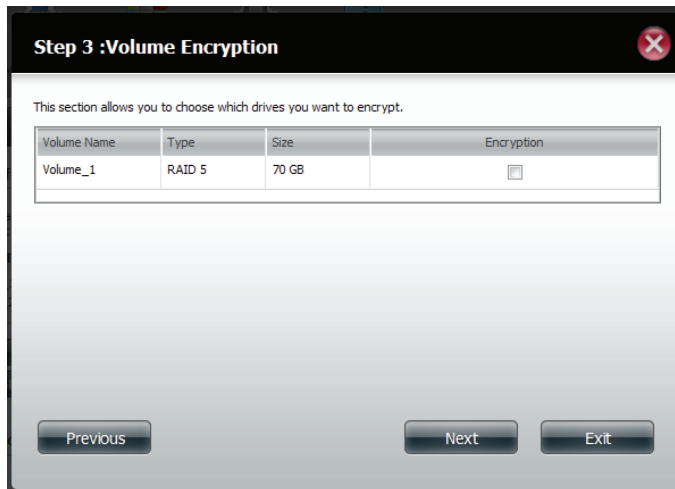 Step 3 :Volume Encryption
This section allows you to choose which drives you want to encrypt.
Volume Name Type Size Encryption
Volume_1 RAID 5 70 GB
Previous Next Exit